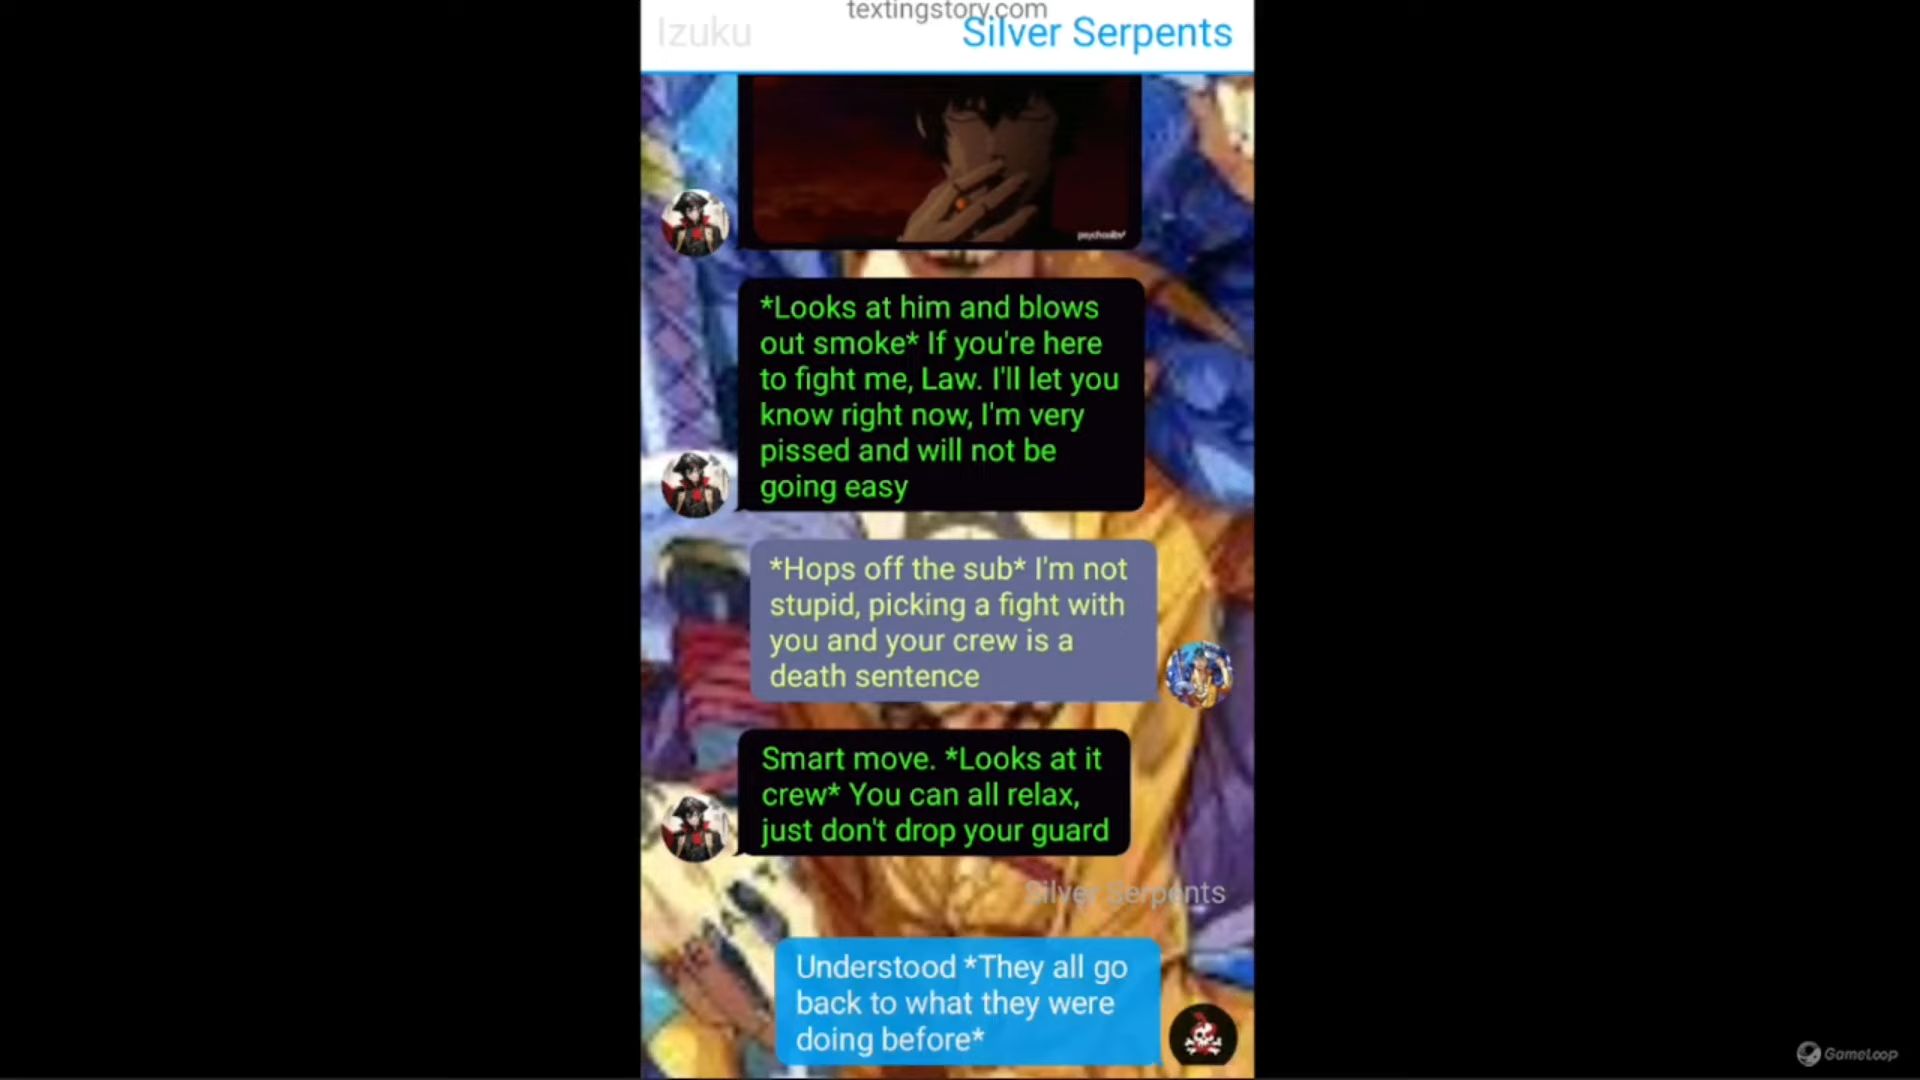 textingstory.com
Izuku
Silver Serpents
*Looks at him and blows
out smoke* If you're here
to fight me, Law. I'll let you
know right now, I'm very
pissed and will not be
going easy
*Hops off the sub* I'm not
stupid, picking a fight with
you and your crew is a
death sentence
Smart move. *Looks at it
crew* You can all relax,
just don't drop your guard
Silver Serpents
Understood *They all go
back to what they were
doing before*
GameLoop